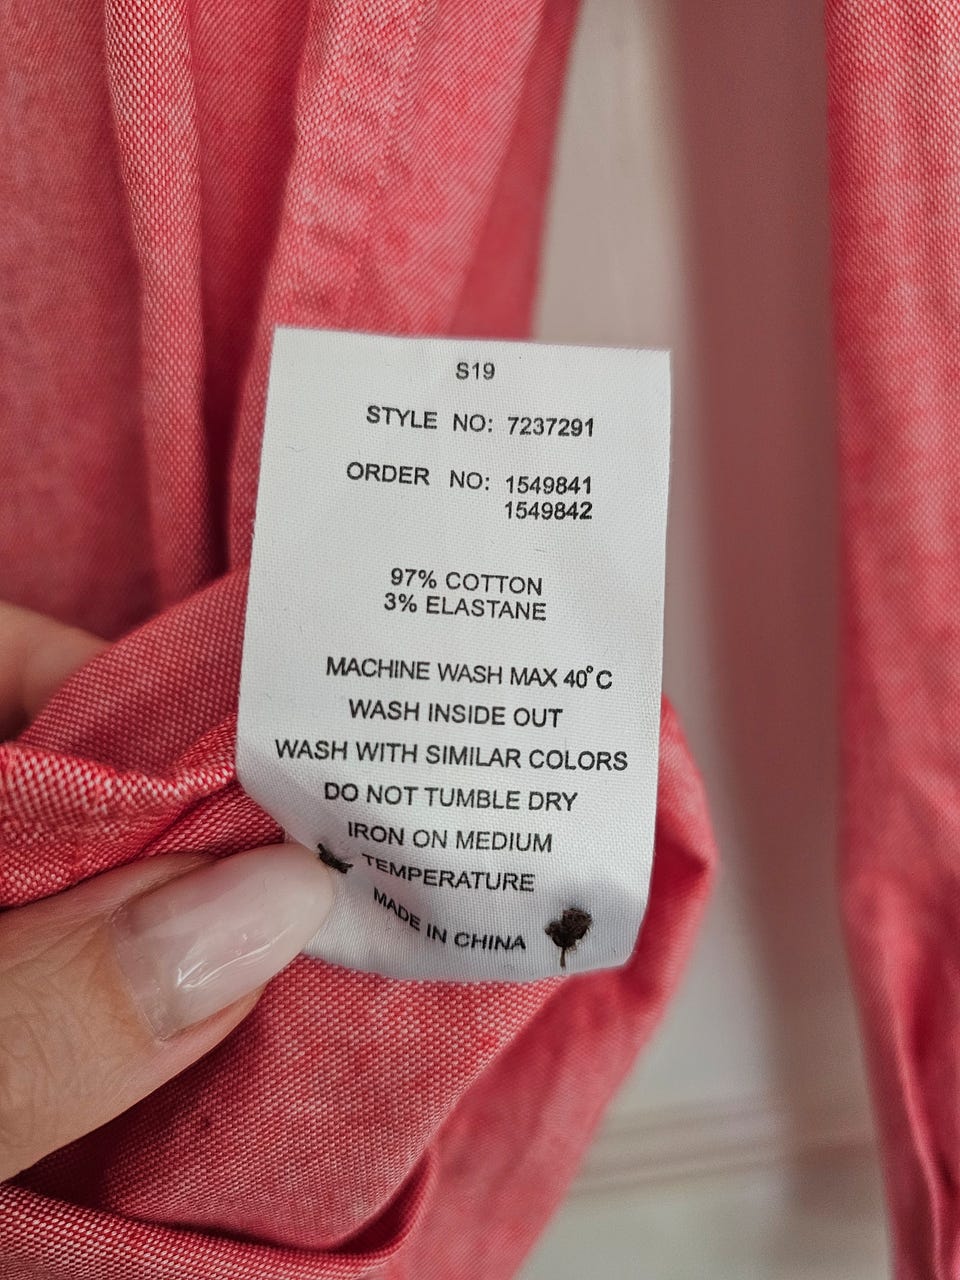 S19
STYLE NO: 7237291
ORDER NO: 1549841
1549842
97% COTTON
3% ELASTANE
MACHINE WASH MAX 40°C
WASH INSIDE OUT
WASH WITH SIMILAR COLORS
DO NOT TUMBLE DRY
IRON ON MEDIUM
TEMPERATURE
MADE IN CHINA